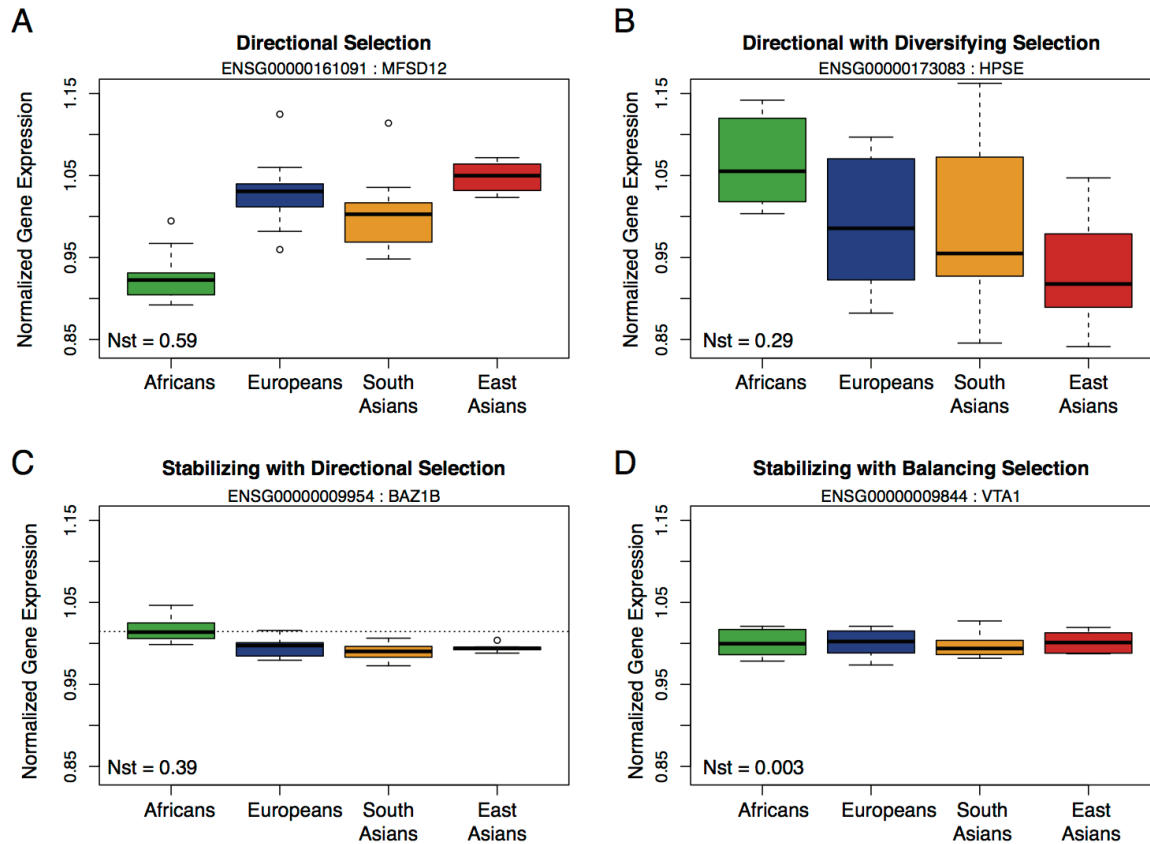 A
Directional Selection
ENSG00000161091 : MFSD12
Normalized Gene Expression
1.15
1.05
0.95
0.85
Nst = 0.59
Africans
Europeans
South
Asians
East
Asians
B
Directional with Diversifying Selection
ENSG00000173083 : HPSE
Normalized Gene Expression
1.15
1.05
0.95
0.85
Nst = 0.29
Africans
Europeans
South
Asians
East
Asians
C
Stabilizing with Directional Selection
ENSG00000009954 : BAZ1B
Normalized Gene Expression
1.15
1.05
0.95
0.85
Nst = 0.39
Africans
Europeans
South
Asians
East
Asians
D
Stabilizing with Balancing Selection
ENSG00000009844 : VTA1
Normalized Gene Expression
1.15
1.05
0.95
0.85
Nst = 0.003
Africans
Europeans
South
Asians
East
Asians